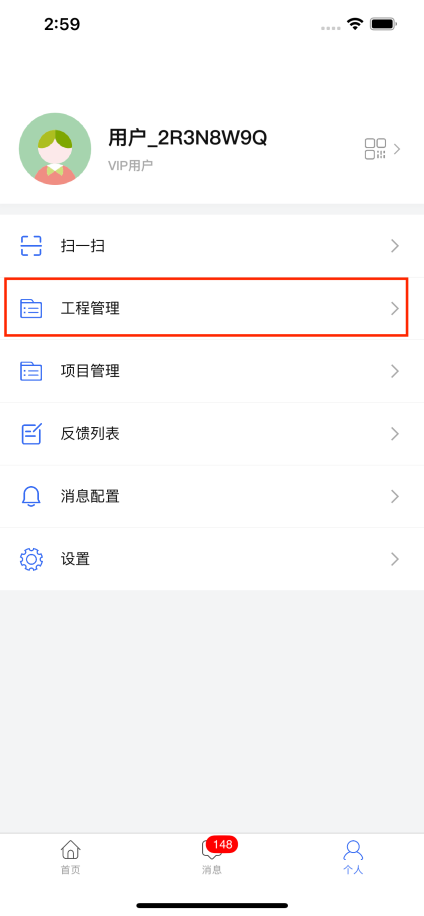 2:59
用户_2R3N8W9Q
VIP用户
扫一扫
工程管理
项目管理
反馈列表
消息配置
设置
148
首页
消息
个人